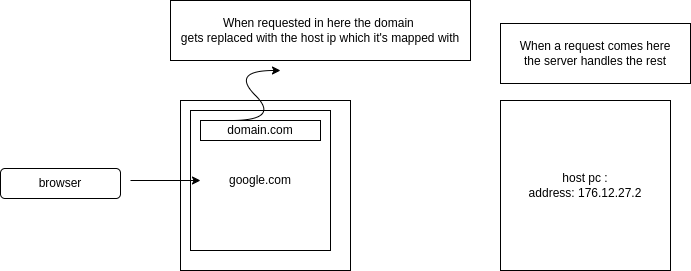 When requested in here the domain
gets replaced with the host ip which it's mapped with
When a request comes here
the server handles the rest
domain.com
google.com
browser
host pc :
address: 176.12.27.2